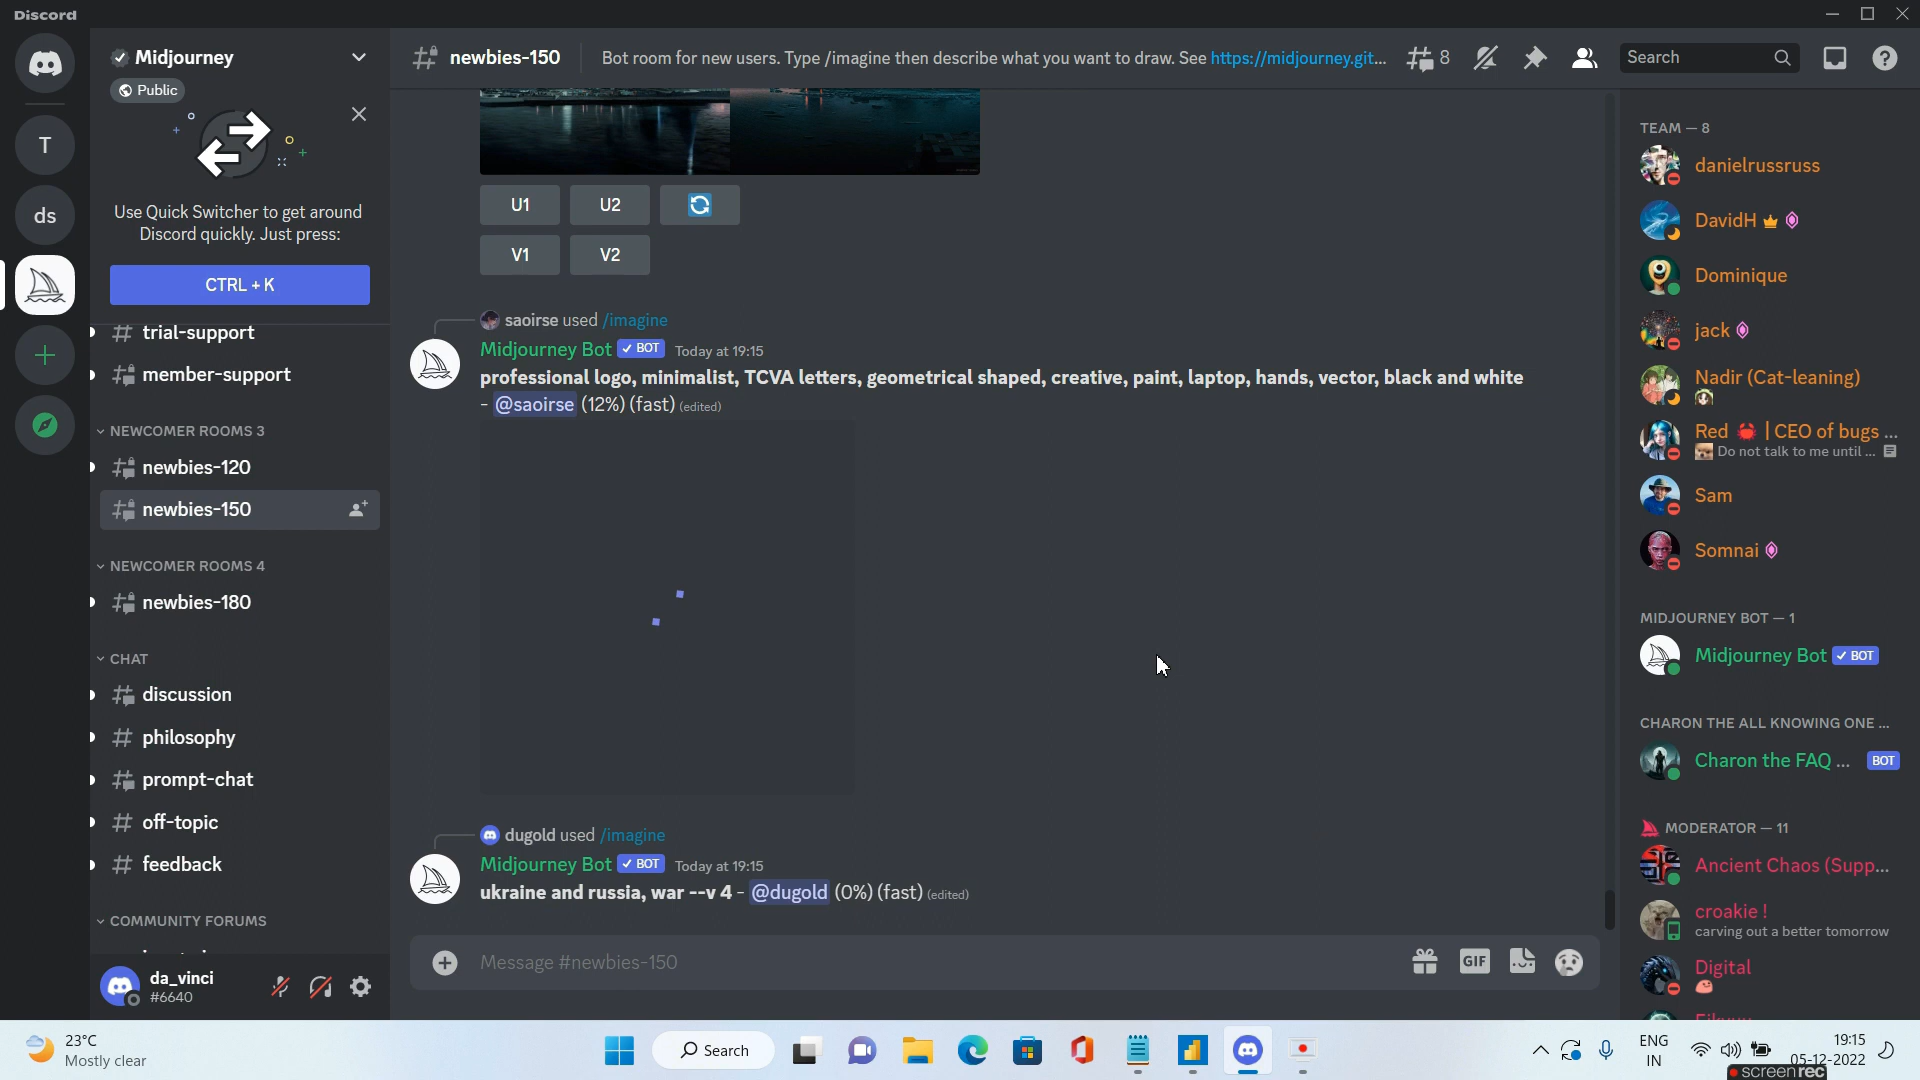 Discord
Midjourney
Public
Use Quick Switcher to get around
Discord quickly. Just press:
CTRL + K
trial-support
member-support
NEWCOMER ROOMS 3
newbies-120
newbies-150
NEWCOMER ROOMS 4
newbies-180
CHAT
discussion
philosophy
prompt-chat
off-topic
feedback
COMMUNITY FORUMS
da_vinci
#6640
T
ds
newbies-150
Bot room for new users. Type /imagine then describe what you want to draw. See https://midjourney.git...
8
Search
U1
U2
V1
V2
saoirse used /imagine
Midjourney Bot BOT Today at 19:15
professional logo, minimalist, TCVA letters, geometrical shaped, creative, paint, laptop, hands, vector, black and white
- @saoirse (12%) (fast) (edited)
dugold used /imagine
Midjourney Bot BOT Today at 19:15
ukraine and russia, war --v 4 - @dugold (0%) (fast) (edited)
Message #newbies-150
GIF
TEAM — 8
danielrussruss
DavidH
Dominique
jack
Nadir (Cat-leaning)
Red | CEO of bugs ...
Do not talk to me until ...
Sam
Somnai
MIDJOURNEY BOT — 1
Midjourney Bot BOT
CHARON THE ALL KNOWING ONE ...
Charon the FAQ ... BOT
MODERATOR — 11
Ancient Chaos (Supp...
croakie !
carving out a better tomorrow
Digital
23°C
Mostly clear
Search
ENG
IN
19:15
05-12-2022
screenrec